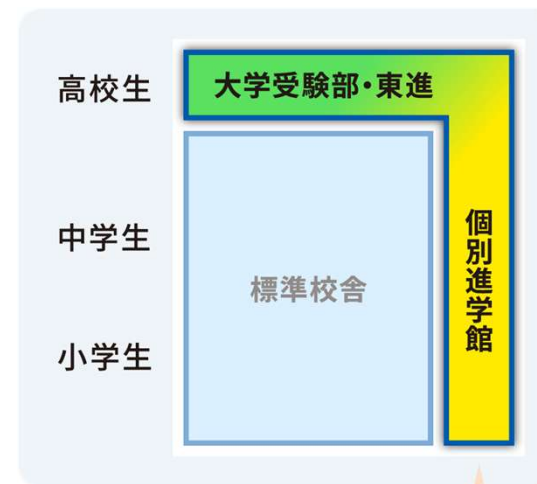 高校生
大学受験部・東進
中学生
標準校舎
小学生
個別進学館